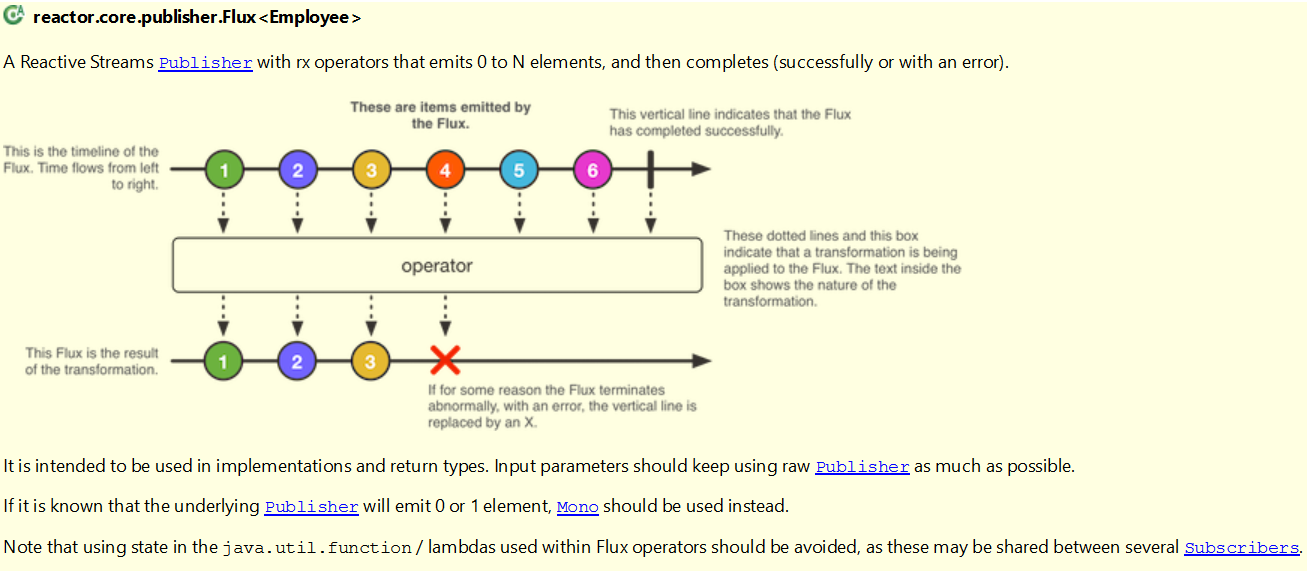 reactor.core.publisher.Flux<Employee>
A Reactive Streams Publisher with rx operators that emits 0 to N elements, and then completes (successfully or with an error).
These are items emitted by
the Flux.
This vertical line indicates that the Flux
has completed successfully.
This is the timeline of the
Flux. Time flows from left
to right.
1 2 3 4 5 6
operator
These dotted lines and this box
indicate that a transformation is being
applied to the Flux. The text inside the
box shows the nature of the
transformation.
This Flux is the result
of the transformation.
1 2 3
If for some reason the Flux terminates
abnormally, with an error, the vertical line is
replaced by an X.
It is intended to be used in implementations and return types. Input parameters should keep using raw Publisher as much as possible.
If it is known that the underlying Publisher will emit 0 or 1 element, Mono should be used instead.
Note that using state in the java.util.function / lambdas used within Flux operators should be avoided, as these may be shared between several Subscribers.